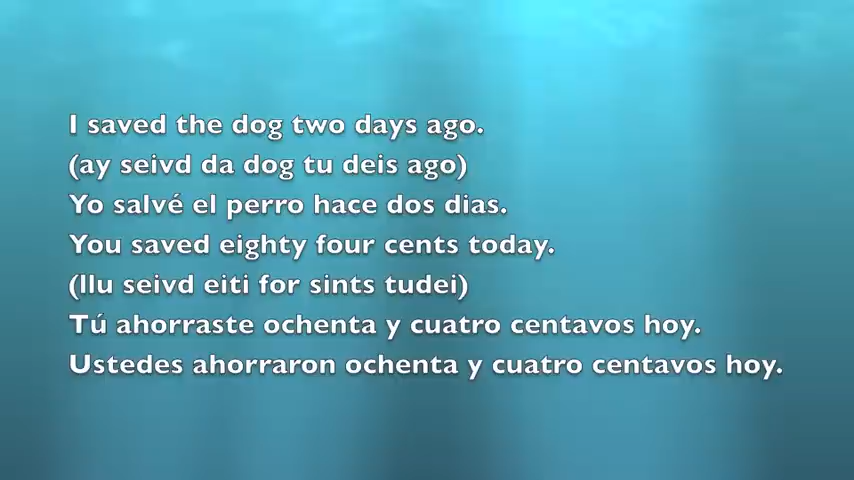 I saved the dog two days ago.
(ay seivd da dog tu deis ago)
Yo salvé el perro hace dos dias.
You saved eighty four cents today.
(llu seivd eiti for sints tudei)
Tú ahorraste ochenta y cuatro centavos hoy.
Ustedes ahorraron ochenta y cuatro centavos hoy.